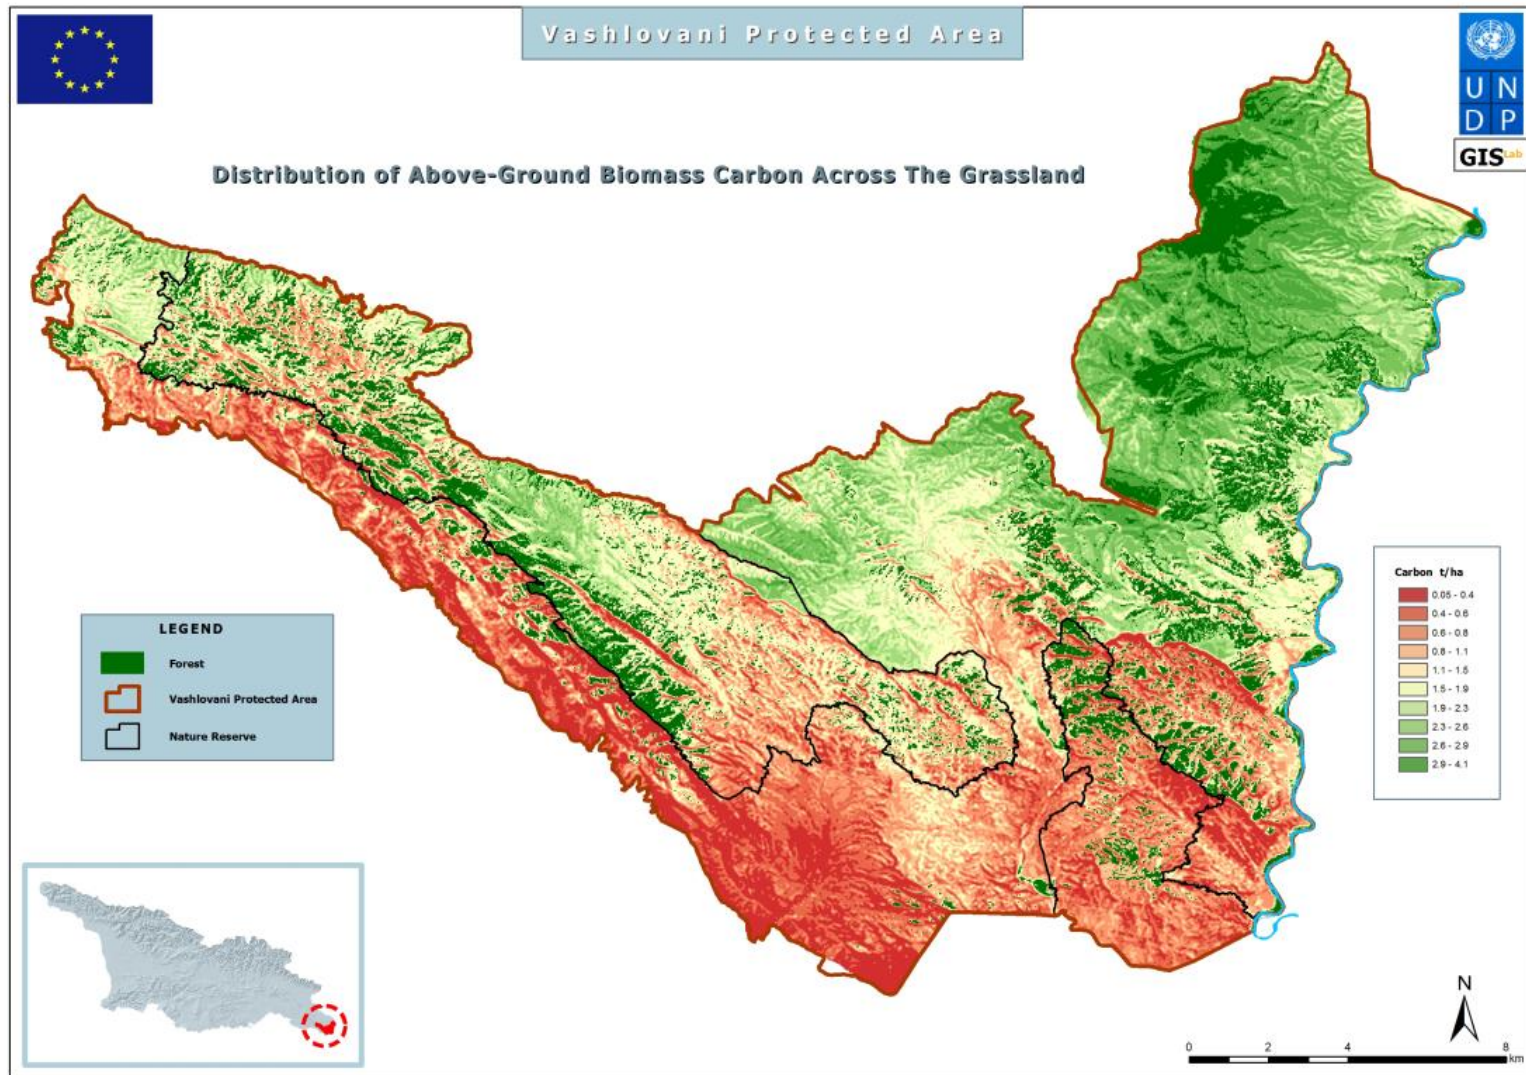 Vashlovani Protected Area
UN
DP
GIS Lab
Distribution of Above-Ground Biomass Carbon Across The Grassland
Carbon t/ha
0.05 - 0.4
0.4 - 0.6
0.6 - 0.8
0.8 - 1.1
1.1 - 1.5
1.5 - 1.9
1.9 - 2.3
2.3 - 2.6
2.6 - 2.9
2.9 - 4.1
LEGEND
Forest
Vashlovani Protected Area
Nature Reserve
N
0 2 4 8
km